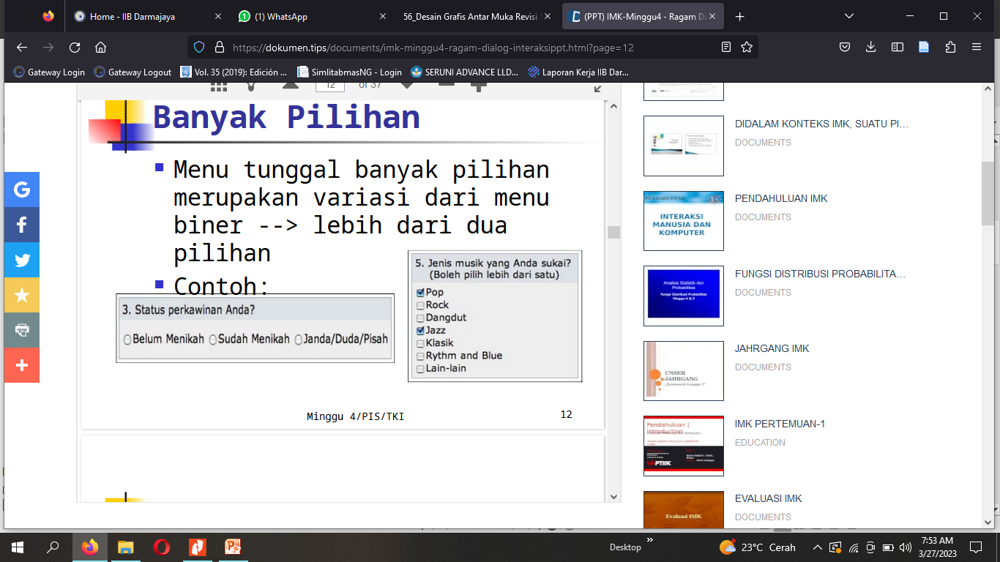 Home - IIB Darmajaya
(1) WhatsApp
56_Desain Grafis Antar Muka Revisi
(PPT) IMK-Minggu4 - Ragam Di
https://dokumen.tips/documents/imk-minggu4-ragam-dialog-interaksippt.html?page=12
Gateway Login
Gateway Logout
Vol. 35 (2019): Edición ...
SimlitabmasNG - Login
SERUNI ADVANCE LLD...
Laporan Kerja IIB Dar...
12 of 37
Banyak Pilihan
Menu tunggal banyak pilihan
merupakan variasi dari menu
biner --> lebih dari dua
pilihan
Contoh:
3. Status perkawinan Anda?
Belum Menikah Sudah Menikah Janda/Duda/Pisah
5. Jenis musik yang Anda sukai?
(Boleh pilih lebih dari satu)
Pop
Rock
Dangdut
Jazz
Klasik
Rythm and Blue
Lain-lain
Minggu 4/PIS/TKI
12
DIDALAM KONTEKS IMK, SUATU PI...
DOCUMENTS
PENDAHULUAN
INTERAKSI
MANUSIA DAN
KOMPUTER
PENDAHULUAN IMK
DOCUMENTS
Analisis Statistik dan
Probabilitas
Fungsi Distribusi Probabilitas
Minggu-4 & 5
FUNGSI DISTRIBUSI PROBABILITA...
DOCUMENTS
UNSER
JAHRGANG
JAHRGANG IMK
DOCUMENTS
Pendahuluan |
Introduction
PTIIK
IMK PERTEMUAN-1
EDUCATION
Evaluasi IMK
EVALUASI IMK
DOCUMENTS
Desktop
23°C Cerah
7:53 AM
3/27/2023